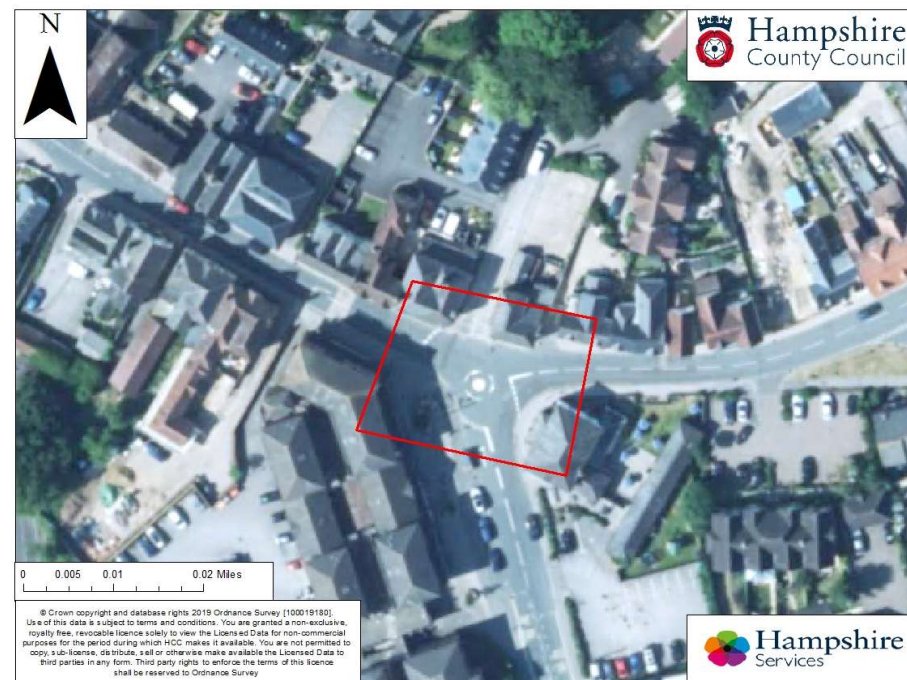 N
Hampshire
County Council
0 0.005 0.01 0.02 Miles
© Crown copyright and database rights 2019 Ordnance Survey [100019180].
Use of this data is subject to terms and conditions. You are granted a non-exclusive,
royalty free, revocable licence solely to view the Licensed Data for non-commercial
purposes for the period during which HCC makes it available. You are not permitted to
copy, sub-license, distribute, sell or otherwise make available the Licensed Data to
third parties in any form. Third party rights to enforce the terms of this licence
shall be reserved to Ordnance Survey
Hampshire
Services